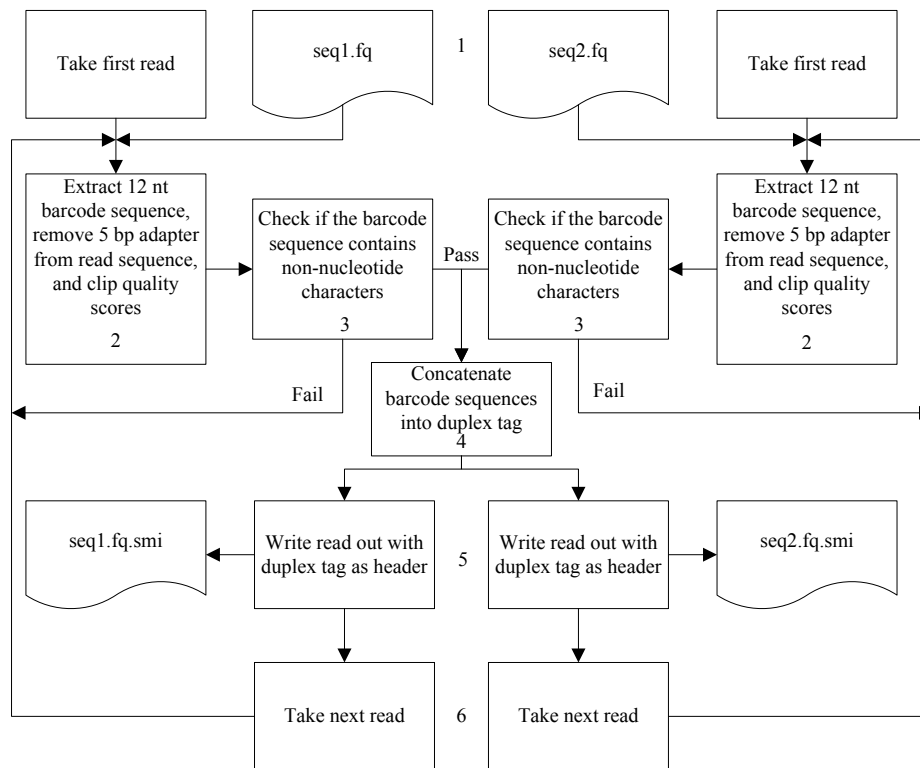 Take first read
seq1.fq
1
seq2.fq
Take first read
Extract 12 nt
barcode sequence,
remove 5 bp adapter
from read sequence,
and clip quality
scores
2
Check if the barcode
sequence contains
non-nucleotide
characters
3
Pass
Check if the barcode
sequence contains
non-nucleotide
characters
3
Extract 12 nt
barcode sequence,
remove 5 bp adapter
from read sequence,
and clip quality
scores
2
Fail
Concatenate
barcode sequences
into duplex tag
4
Fail
seq1.fq.smi
Write read out with
duplex tag as header
5
Write read out with
duplex tag as header
seq2.fq.smi
Take next read
6
Take next read